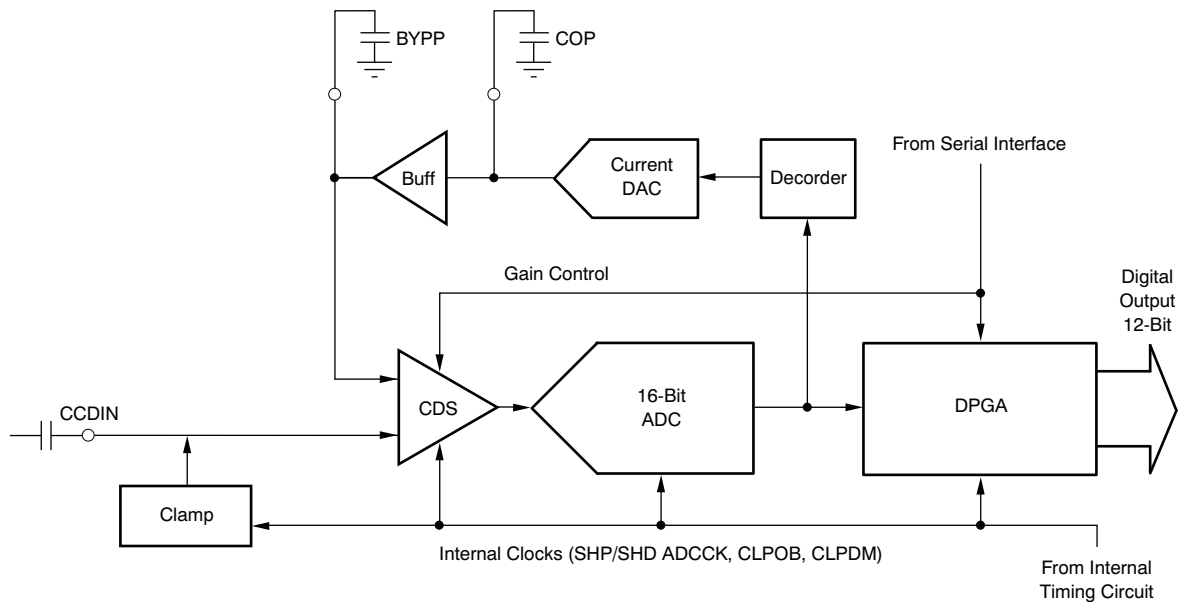 BYPP
COP
From Serial Interface
Buff
Current
DAC
Decorder
Gain Control
Digital
Output
12-Bit
CCDIN
CDS
16-Bit
ADC
DPGA
Clamp
Internal Clocks (SHP/SHD ADCCK, CLPOB, CLPDM)
From Internal
Timing Circuit